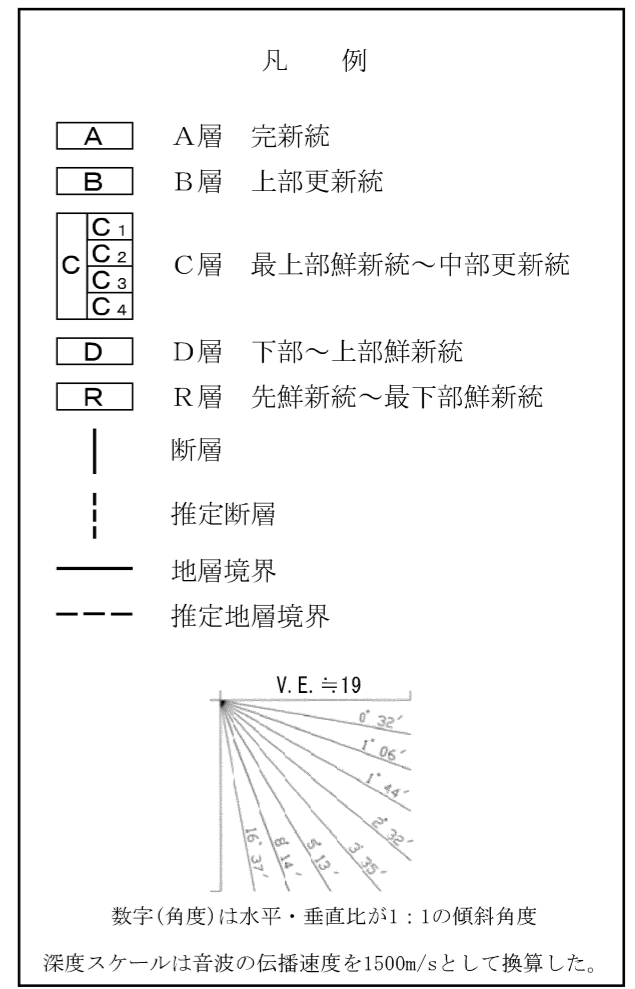 凡 例
A A層 完新統
B B層 上部更新統
C C1 C2 C3 C4 C層 最上部鮮新統～中部更新統
D D層 下部～上部鮮新統
R R層 先鮮新統～最下部鮮新統
断層
推定断層
地層境界
推定地層境界
V.E.≒19
0°32′
1°06′
1°44′
2°32′
3°35′
5°13′
8°14′
16°37′
数字(角度)は水平・垂直比が1：1の傾斜角度
深度スケールは音波の伝播速度を1500m/sとして換算した。